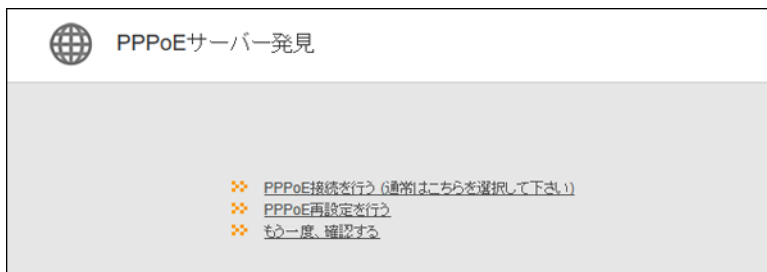 PPPoEサーバー発見
PPPoE接続を行う (通常はこちらを選択して下さい)
PPPoE再設定を行う
もう一度、確認する